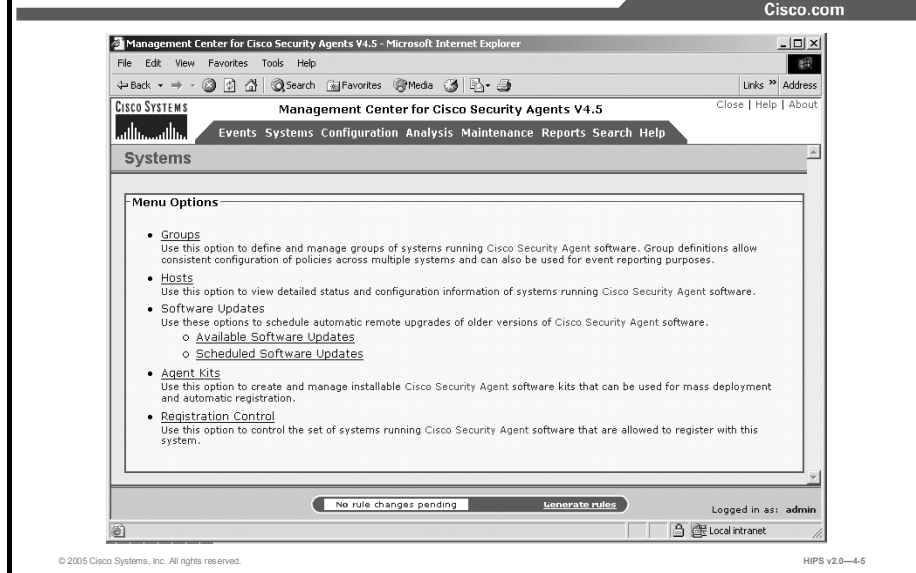 Cisco.com
Management Center for Cisco Security Agents V4.5 - Microsoft Internet Explorer
File Edit View Favorites Tools Help
Back Search Favorites Media Links » Address
CISCO SYSTEMS
Management Center for Cisco Security Agents V4.5
Close | Help | About
Events Systems Configuration Analysis Maintenance Reports Search Help
Systems
Menu Options
• Groups
Use this option to define and manage groups of systems running Cisco Security Agent software. Group definitions allow
consistent configuration of policies across multiple systems and can also be used for event reporting purposes.
• Hosts
Use this option to view detailed status and configuration information of systems running Cisco Security Agent software.
• Software Updates
Use these options to schedule automatic remote upgrades of older versions of Cisco Security Agent software.
o Available Software Updates
o Scheduled Software Updates
• Agent Kits
Use this option to create and manage installable Cisco Security Agent software kits that can be used for mass deployment
and automatic registration.
• Registration Control
Use this option to control the set of systems running Cisco Security Agent software that are allowed to register with this
system.
No rule changes pending Generate rules
Logged in as: admin
Local intranet
© 2005 Cisco Systems, Inc. All rights reserved.
HIPS v2.0—4-5